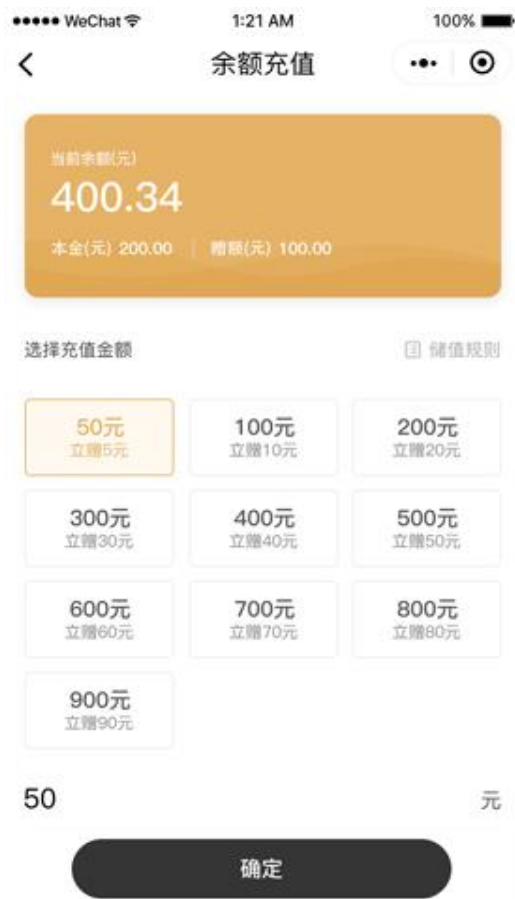 WeChat 1:21 AM 100%
余额充值
当前余额(元)
400.34
本金(元) 200.00 赠额(元) 100.00
选择充值金额 储值规则
50元 100元 200元
立赠5元 立赠10元 立赠20元
300元 400元 500元
立赠30元 立赠40元 立赠50元
600元 700元 800元
立赠60元 立赠70元 立赠80元
900元
立赠90元
50 元
确定